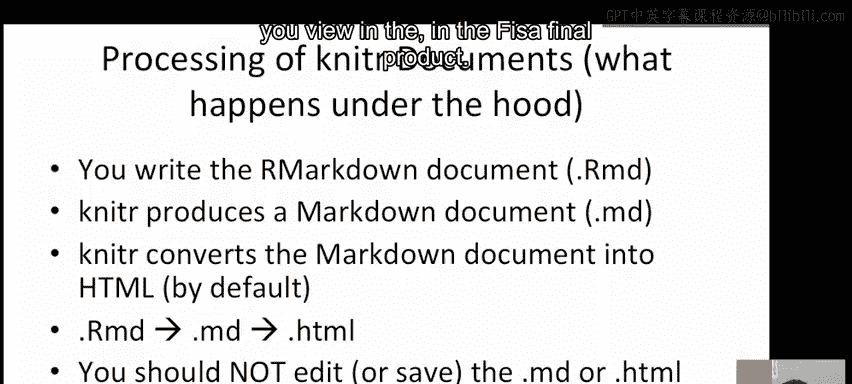 you view in the, in the Fisa final
product.
GPT中英字幕课程资源@bilibili.com
Processing of knitr Documents (what
happens under the hood)
• You write the RMarkdown document (.Rmd)
• knitr produces a Markdown document (.md)
• knitr converts the Markdown document into
HTML (by default)
• .Rmd → .md → .html
• You should NOT edit (or save) the .md or .html